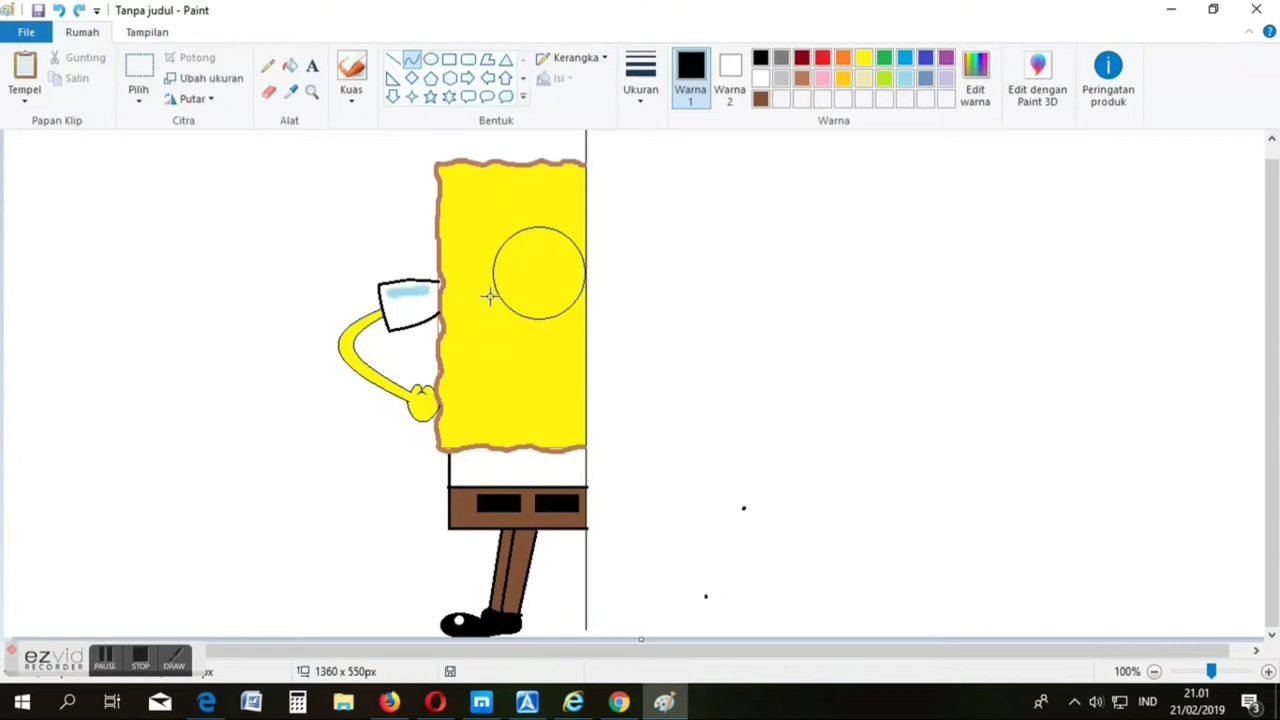 Tanpa judul - Paint
File Rumah Tampilan
Tempel
Gunting
Salin
Papan Klip
Pilih
Potong
Ubah ukuran
Putar
Citra
Alat
Kuas
Kerangka
Isi
Bentuk
Ukuran
Warna 1
Warna 2
Edit warna
Warna
Edit dengan Paint 3D
Peringatan produk
ezvid
RECORDER
PAUSE STOP DRAW
1360 x 550px
100%
IND
21.01
21/02/2019
3